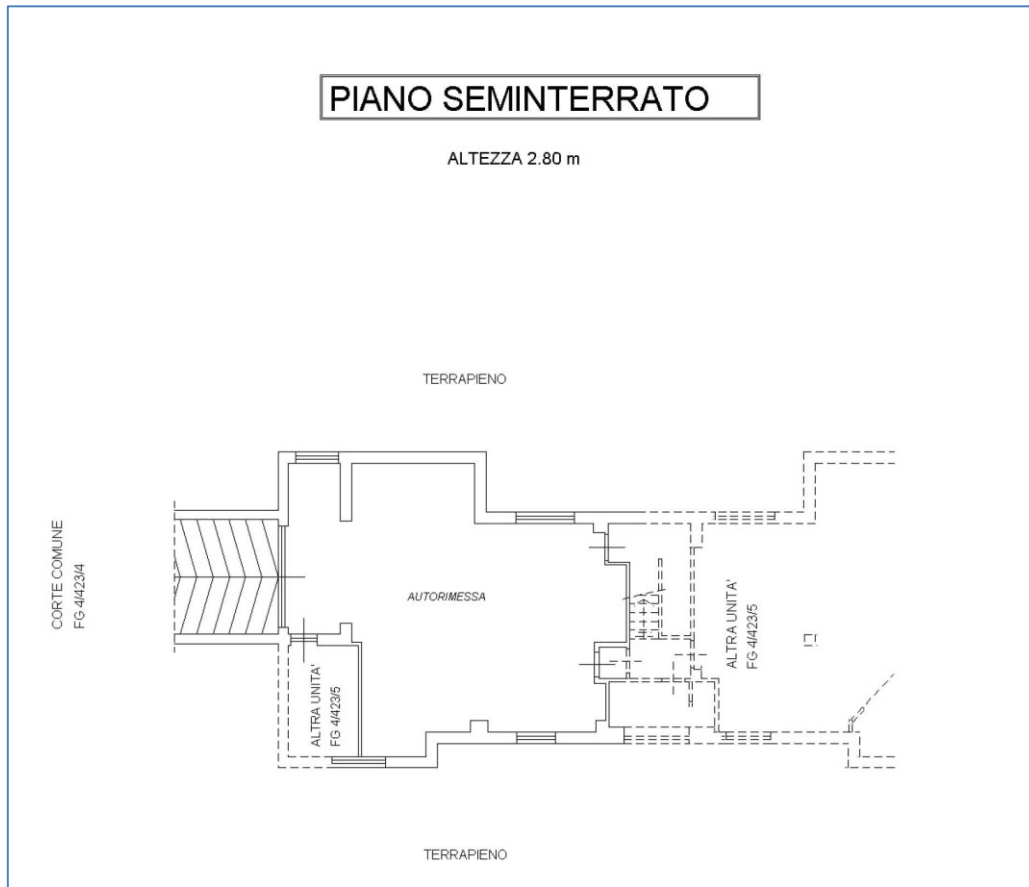 PIANO SEMINTERRATO
ALTEZZA 2.80 m
TERRAPIENO
CORTE COMUNE
FG 4/423/4
AUTORIMESSA
ALTRA UNITA'
FG 4/423/5
ALTRA UNITA'
FG 4/423/5
TERRAPIENO